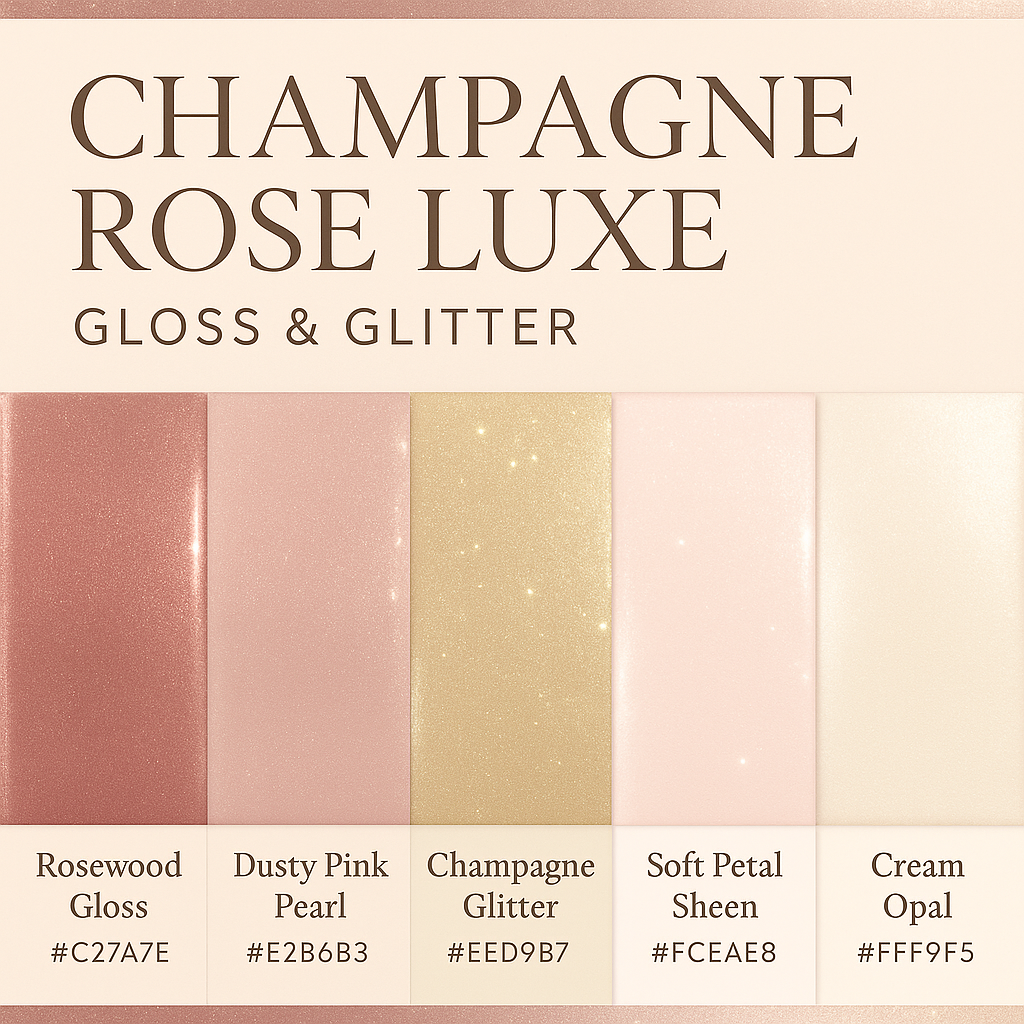 CHAMPAGNE
ROSE LUXE
GLOSS & GLITTER
Rosewood
Gloss
#C27A7E
Dusty Pink
Pearl
#E2B6B3
Champagne
Glitter
#EED9B7
Soft Petal
Sheen
#FCEAE8
Cream
Opal
#FFF9F5